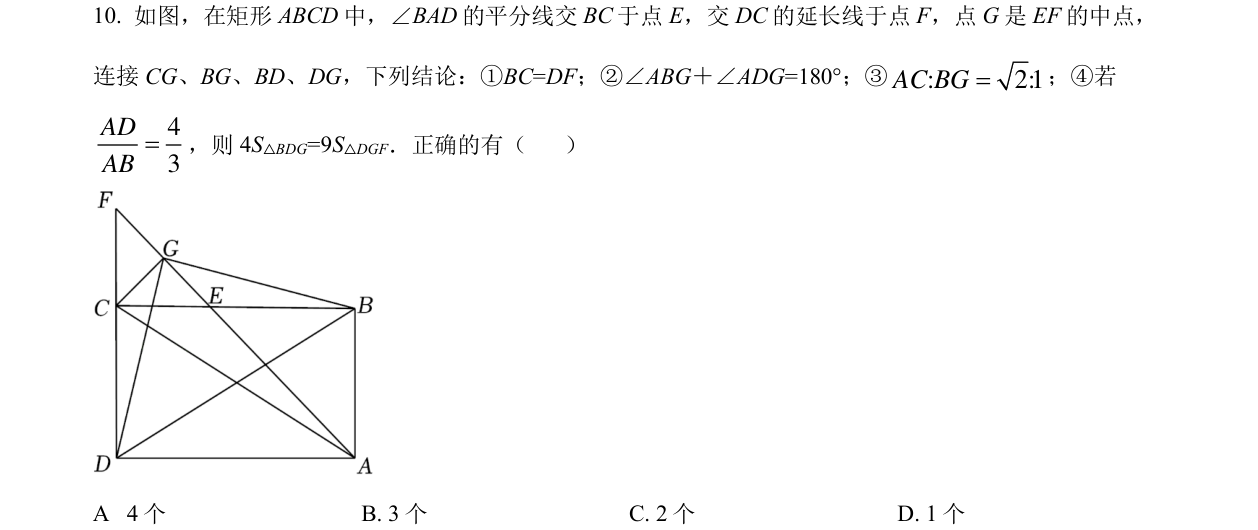 10. 如图，在矩形 ABCD 中，∠BAD 的平分线交 BC 于点 E，交 DC 的延长线于点 F，点 G 是 EF 的中点，
连接 CG、BG、BD、DG，下列结论：①BC=DF；②∠ABG＋∠ADG=180°；③ AC:BG = √2:1；④若
AD/AB = 4/3，则 4S△BDG=9S△DGF．正确的有（　　）
F
G
C
E
B
D
A
A 4 个 B. 3 个 C. 2 个 D. 1 个